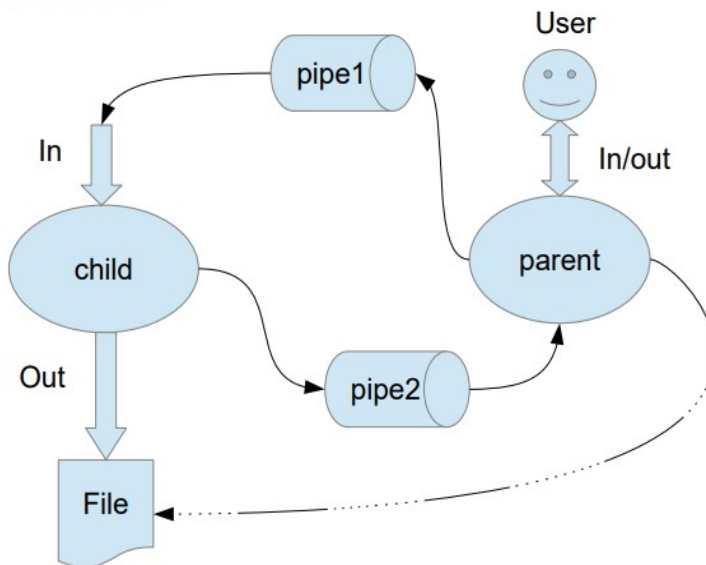 User
pipe1
In
In/out
child
parent
Out
pipe2
File